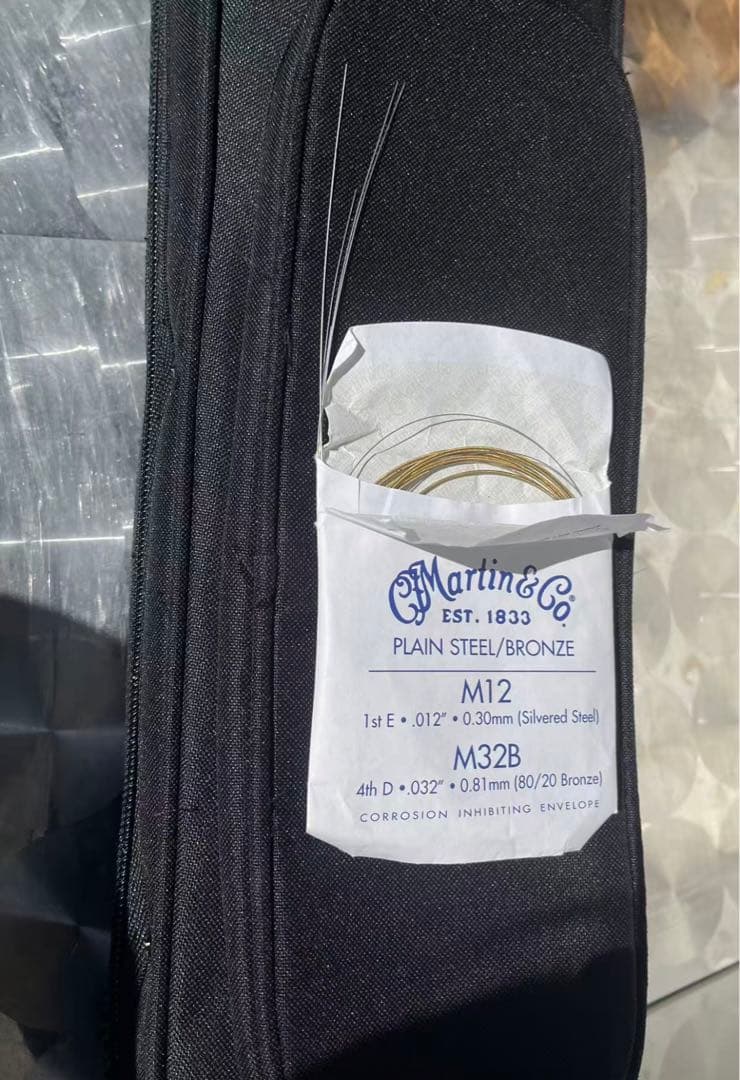 CFMartin & Co.®
EST. 1833
PLAIN STEEL/BRONZE
M12
1st E • .012" • 0.30mm (Silvered Steel)
M32B
4th D •.032" • 0.81mm (80/20 Bronze)
CORROSION INHIBITING ENVELOPE